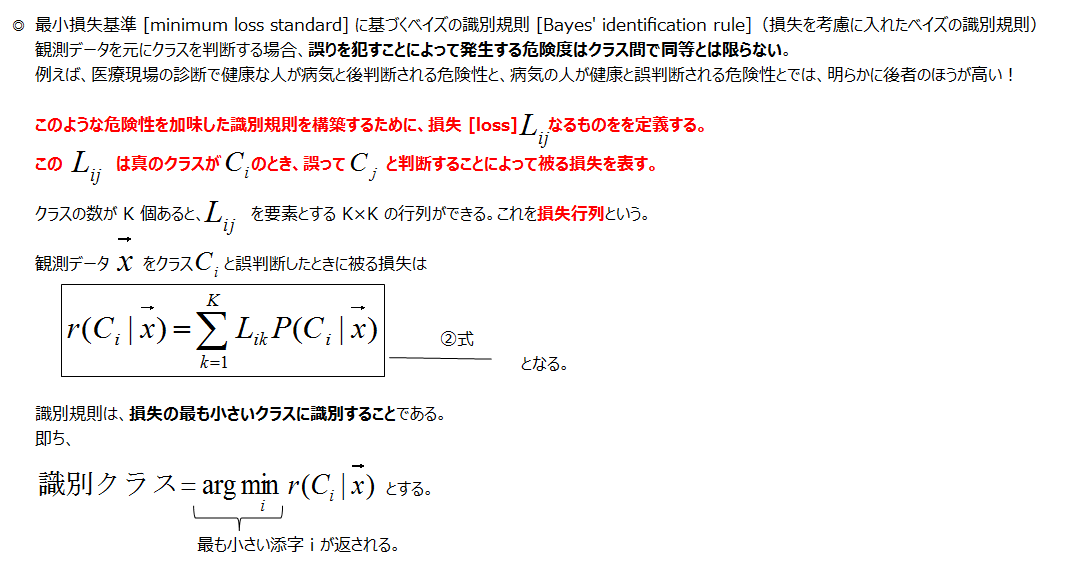 ◎ 最小損失基準 [minimum loss standard] に基づくベイズの識別規則 [Bayes' identification rule]（損失を考慮に入れたベイズの識別規則）
観測データを元にクラスを判断する場合、誤りを犯すことによって発生する危険度はクラス間で同等とは限らない。
例えば、医療現場の診断で健康な人が病気と後判断される危険性と、病気の人が健康と誤判断される危険性とでは、明らかに後者のほうが高い！
このような危険性を加味した識別規則を構築するために、損失 [loss] L_{ij} なるものをを定義する。
この L_{ij} は真のクラスが C_i のとき、誤って C_j と判断することによって被る損失を表す。
クラスの数が K 個あると、L_{ij} を要素とする K×K の行列ができる。これを損失行列という。
観測データ \vec{x} をクラス C_i と誤判断したときに被る損失は
r(C_i | \vec{x}) = \sum_{k=1}^{K} L_{ik} P(C_i | \vec{x}) ②式 となる。
識別規則は、損失の最も小さいクラスに識別することである。
即ち、
識別クラス = \arg\min_i r(C_i | \vec{x}) とする。
最も小さい添字 i が返される。